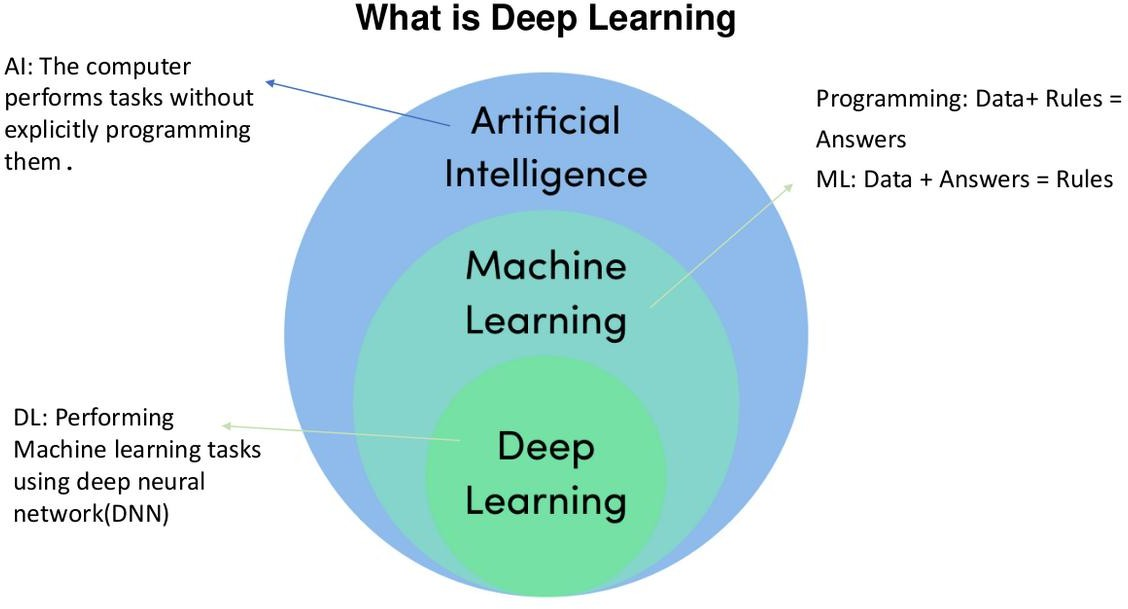 What is Deep Learning
AI: The computer
performs tasks without
explicitly programming
them .
Artificial
Intelligence
Programming: Data+ Rules =
Answers
ML: Data + Answers = Rules
Machine
Learning
DL: Performing
Machine learning tasks
using deep neural
network(DNN)
Deep
Learning